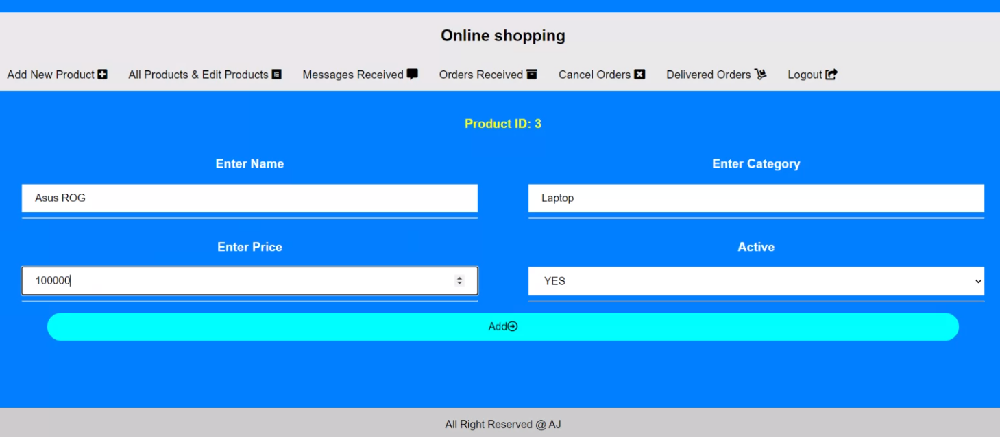 Online shopping
Add New Product All Products & Edit Products Messages Received Orders Received Cancel Orders Delivered Orders Logout
Product ID: 3
Enter Name Enter Category
Asus ROG Laptop
Enter Price Active
100000 YES
Add
All Right Reserved @ AJ